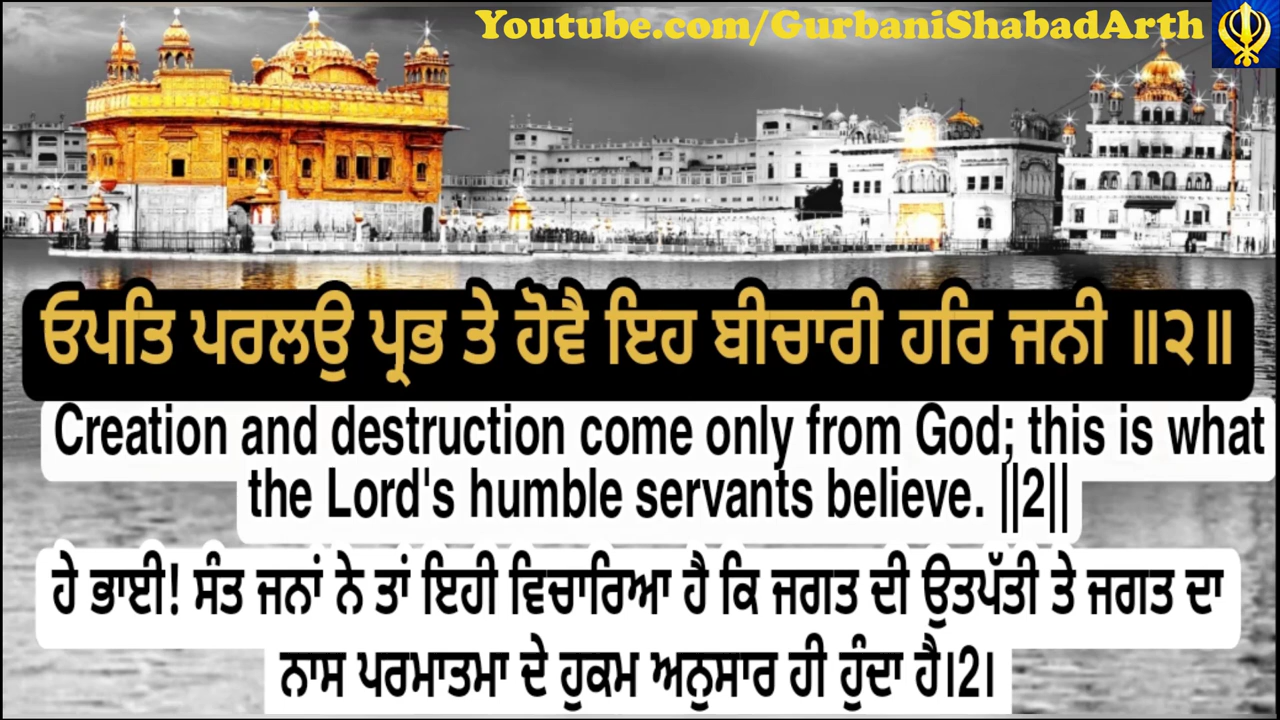 Youtube.com/GurbaniShabadArth
ਓਪਤਿ ਪਰਲਉ ਪ੍ਰਭ ਤੇ ਹੋਵੈ ਇਹ ਬੀਚਾਰੀ ਹਰਿ ਜਨੀ ॥੨॥
Creation and destruction come only from God; this is what
the Lord's humble servants believe. ||2||
ਹੇ ਭਾਈ! ਸੰਤ ਜਨਾਂ ਨੇ ਤਾਂ ਇਹੀ ਵਿਚਾਰਿਆ ਹੈ ਕਿ ਜਗਤ ਦੀ ਉਤਪੱਤੀ ਤੇ ਜਗਤ ਦਾ
ਨਾਸ ਪਰਮਾਤਮਾ ਦੇ ਹੁਕਮ ਅਨੁਸਾਰ ਹੀ ਹੁੰਦਾ ਹੈ।2।